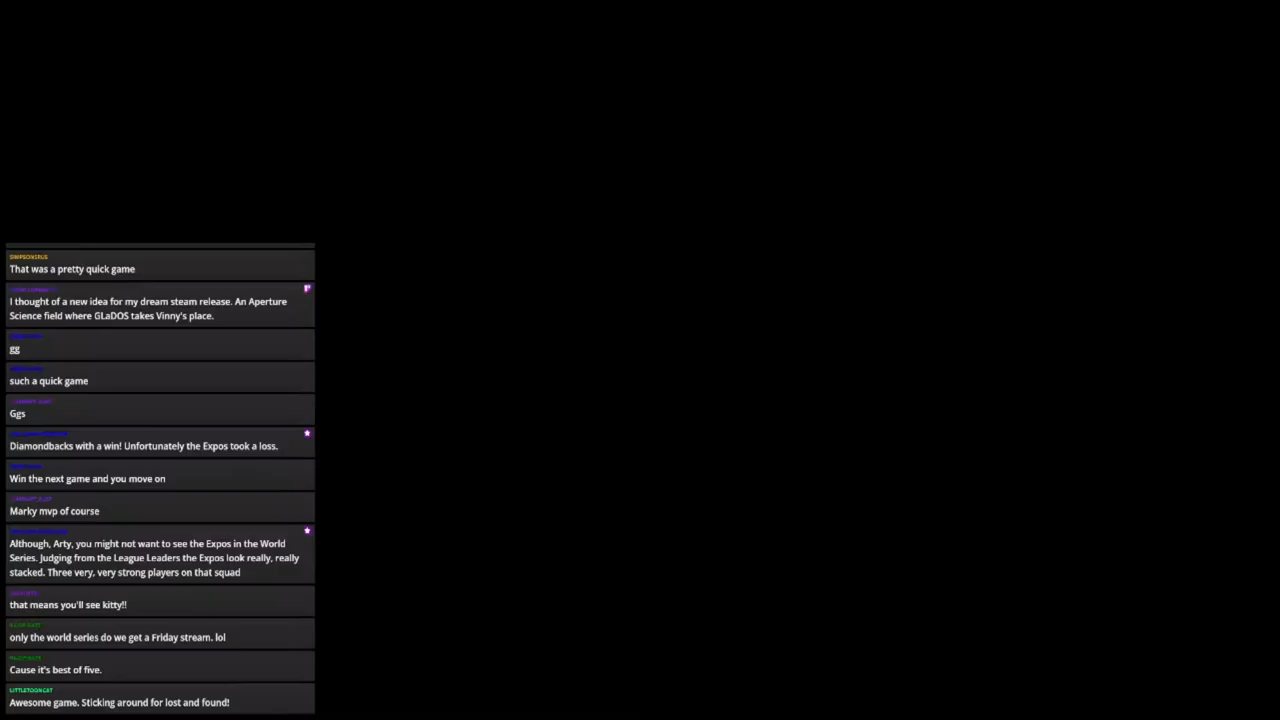 SIMPSONERUS
That was a pretty quick game
I thought of a new idea for my dream steam release. An Aperture
Science field where GLaDOS takes Vinny's place.
gg
such a quick game
Ggs
Diamondbacks with a win! Unfortunately the Expos took a loss.
Win the next game and you move on
Marky mvp of course
Although, Arty, you might not want to see the Expos in the World
Series. Judging from the League Leaders the Expos look really, really
stacked. Three very, very strong players on that squad
that means you'll see kitty!!
only the world series do we get a Friday stream. lol
Cause it's best of five.
LITTLETOONCAT
Awesome game. Sticking around for lost and found!